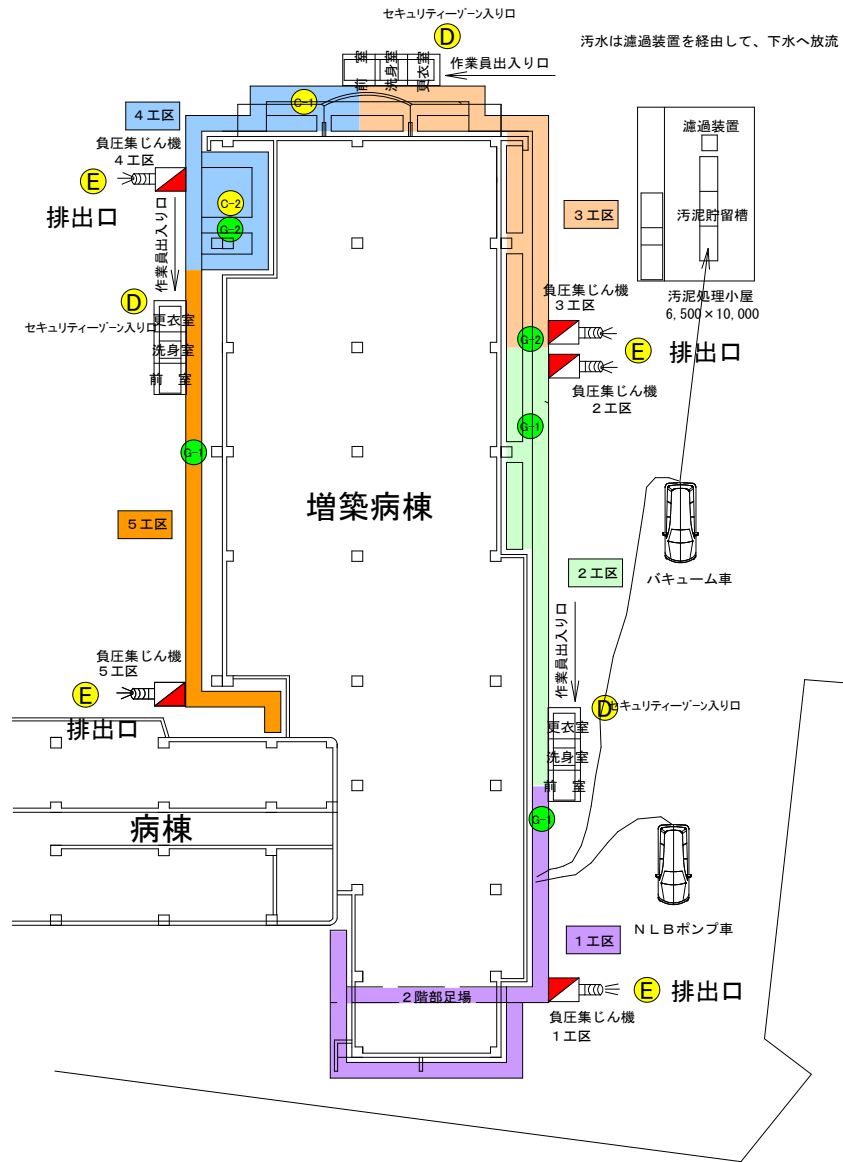 セキュリティーゾーン入り口
D
汚水は濾過装置を経由して、下水へ放流
前　室
洗身室
更衣室
作業員出入り口
4工区
C-1
濾過装置
負圧集じん機
4工区
E
排出口
C-2
G-2
3工区
汚泥貯留槽
作業員出入り口
D
セキュリティーゾーン入り口
更衣室
洗身室
前　室
負圧集じん機
3工区
汚泥処理小屋
6,500×10,000
G-2
E
排出口
負圧集じん機
2工区
G-1
G-1
増築病棟
5工区
バキューム車
2工区
作業員出入り口
負圧集じん機
5工区
E
排出口
D
セキュリティーゾーン入り口
更衣室
洗身室
前　室
病棟
G-1
NLBポンプ車
1工区
2階部足場
E
排出口
負圧集じん機
1工区